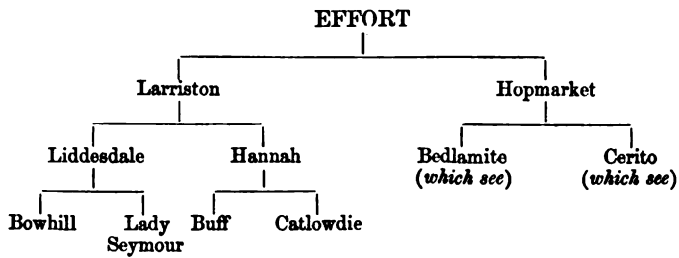 EFFORT
Larriston Hopmarket
Liddesdale Hannah Bedlamite Cerito
(which see) (which see)
Bowhill Lady Buff Catlowdie
Seymour